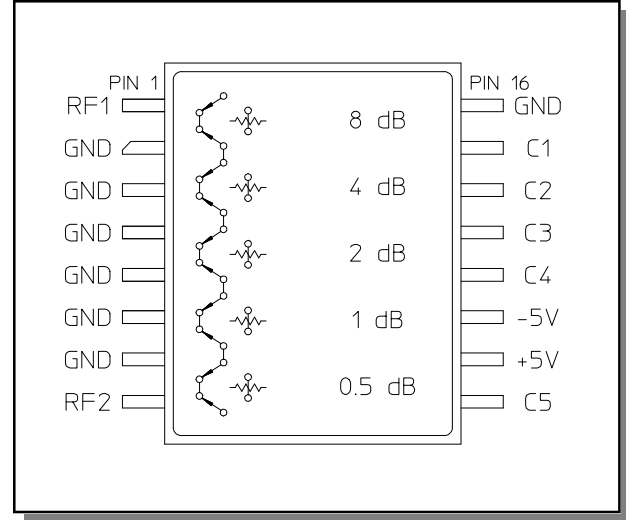 PIN 1
PIN 16
RF1
8 dB
GND
GND
C1
GND
4 dB
C2
GND
C3
GND
2 dB
C4
GND
1 dB
-5V
GND
+5V
RF2
0.5 dB
C5